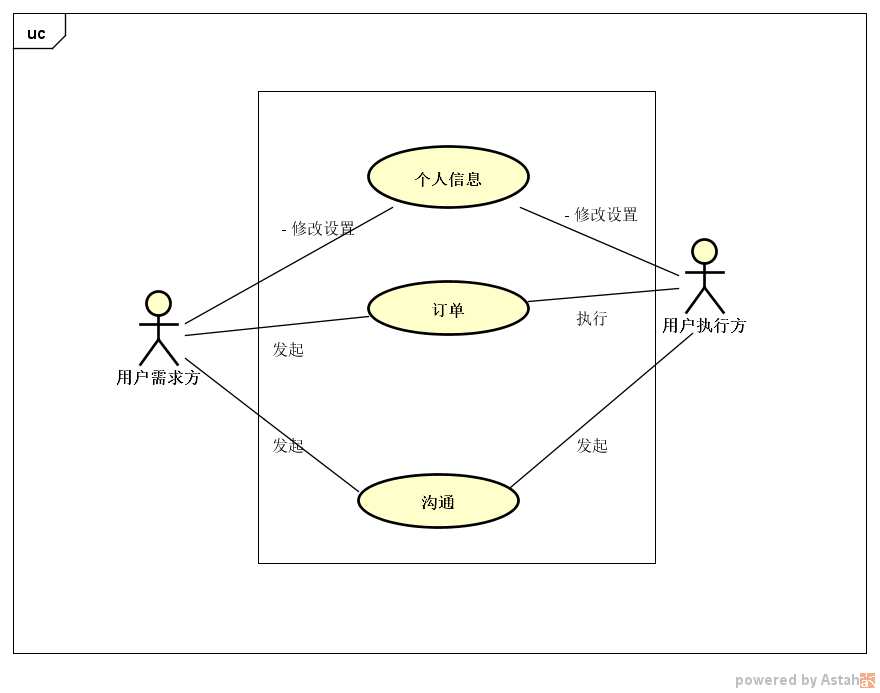 uc
个人信息
- 修改设置
- 修改设置
订单
执行
用户执行方
发起
用户需求方
发起
发起
沟通
powered by Astah